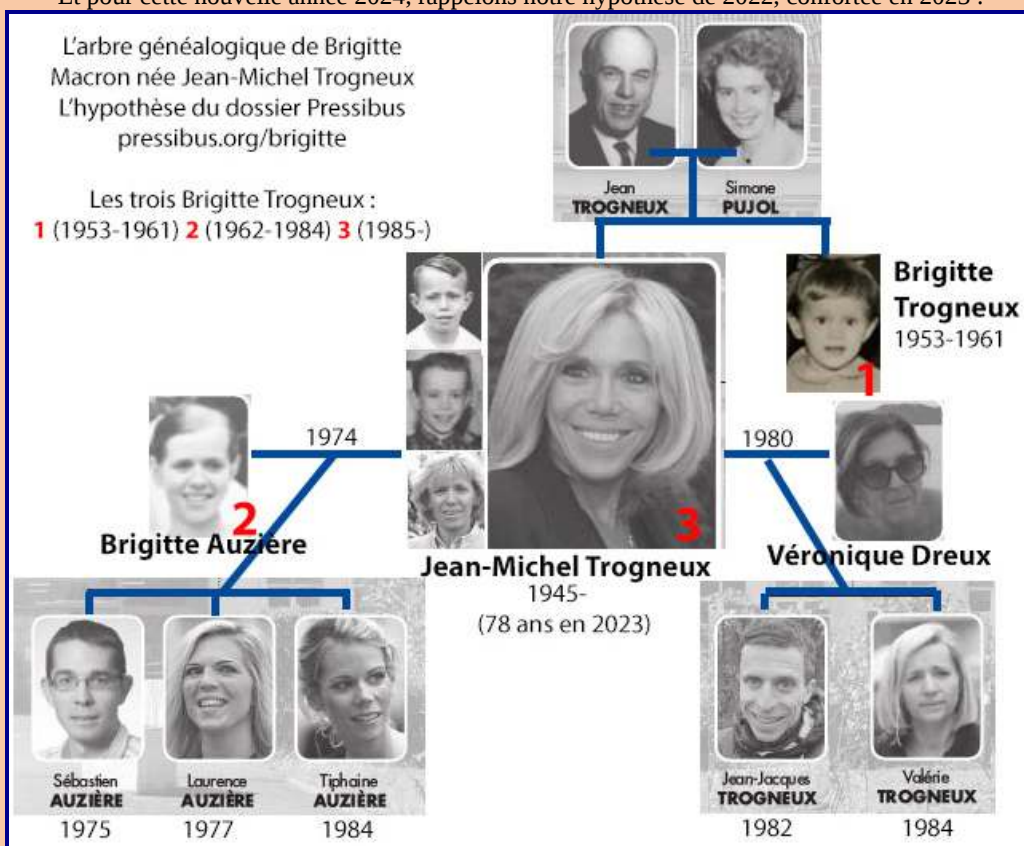 Et pour cette nouvelle année 2024, rappelons notre hypothèse de 2022, confortée en 2023 :
L'arbre généalogique de Brigitte
Macron née Jean-Michel Trogneux
L'hypothèse du dossier Pressibus
pressibus.org/brigitte
Les trois Brigitte Trogneux :
1 (1953-1961) 2 (1962-1984) 3 (1985-)
Jean
TROGNEUX
Simone
PUJOL
Brigitte
Trogneux
1953-1961
1
1974
1980
2
Brigitte Auzière
3
Jean-Michel Trogneux
1945-
(78 ans en 2023)
Véronique Dreux
Sébastien
AUZIÈRE
1975
Laurence
AUZIÈRE
1977
Tiphaine
AUZIÈRE
1984
Jean-Jacques
TROGNEUX
1982
Valérie
TROGNEUX
1984